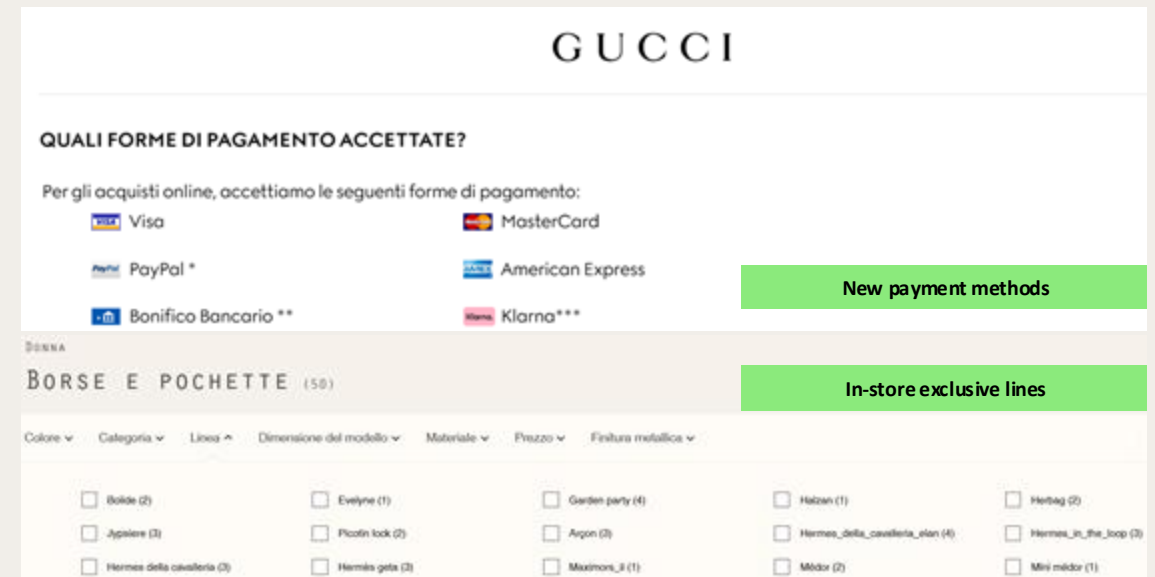 GUCCI
QUALI FORME DI PAGAMENTO ACCETTATE?
Per gli acquisti online, accettiamo le seguenti forme di pagamento:
VISA Visa MasterCard
PayPal PayPal * AMEX American Express
New payment methods
Bonifico Bancario ** Klarna. Klarna***
DONNA
BORSE E POCHETTE (50)
In-store exclusive lines
Colore Categoria Linea Dimensione del modello Materiale Prezzo Finitura metallica
Bolide (2) Evelyne (1) Garden party (4) Halzan (1) Herbag (2)
Jypsiere (3) Picotin lock (2) Arçon (3) Hermes_della_cavalleria_elan (4) Hermes_in_the_loop (3)
Hermes della cavalleria (3) Hermès geta (3) Maximors_ii (1) Médor (2) Mini médor (1)